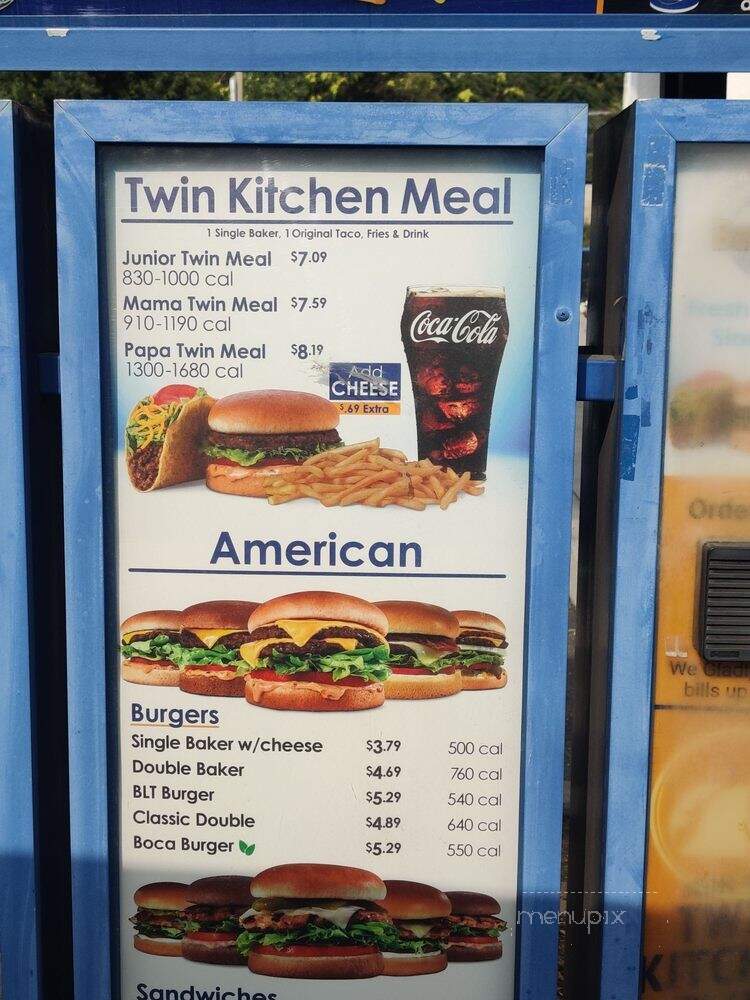 Twin Kitchen Meal
1 Single Baker, 1 Original Taco, Fries & Drink
Junior Twin Meal $7.09
830-1000 cal
Mama Twin Meal $7.59
910-1190 cal
Papa Twin Meal $8.19
1300-1680 cal
Add
CHEESE
$.69 Extra
Coca-Cola
American
Burgers
Single Baker w/cheese $3.79 500 cal
Double Baker $4.69 760 cal
BLT Burger $5.29 540 cal
Classic Double $4.89 640 cal
Boca Burger $5.29 550 cal
Sandwiches
We Gladl
bills up
menupix